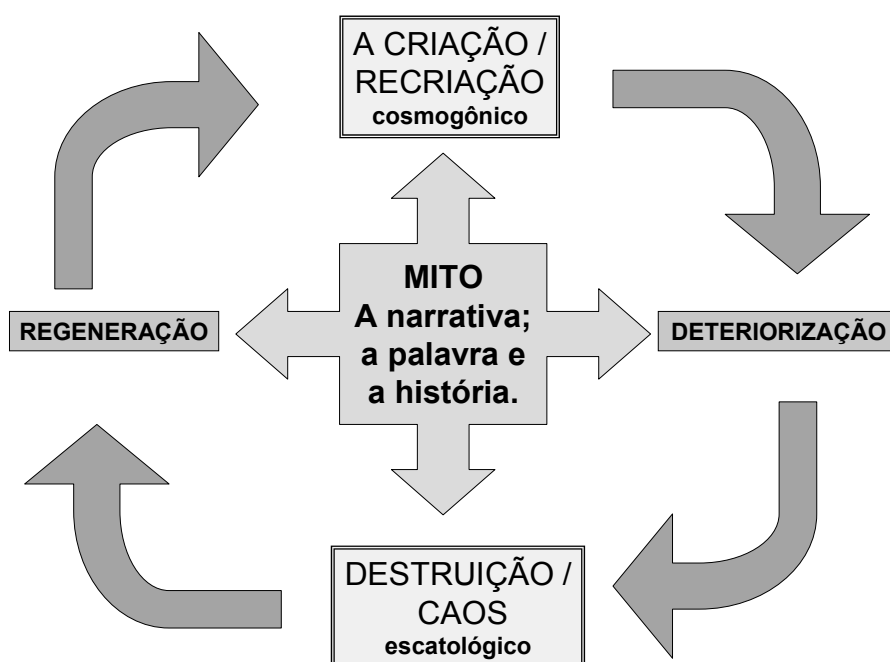 A CRIAÇÃO /
RECRIAÇÃO
cosmogônico
MITO
A narrativa;
a palavra e
a história.
REGENERAÇÃO
DETERIORIZAÇÃO
DESTRUIÇÃO /
CAOS
escatológico